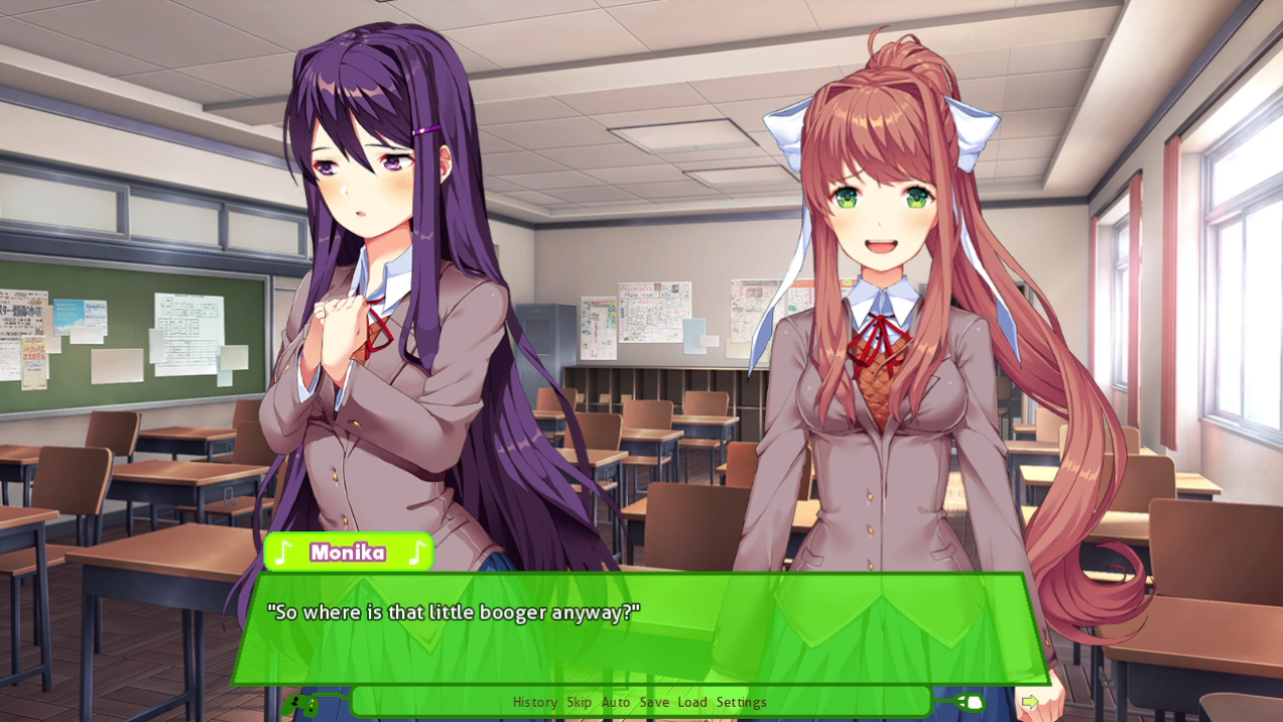 Monika
"So where is that little booger anyway?"
History Skip Auto Save Load Settings